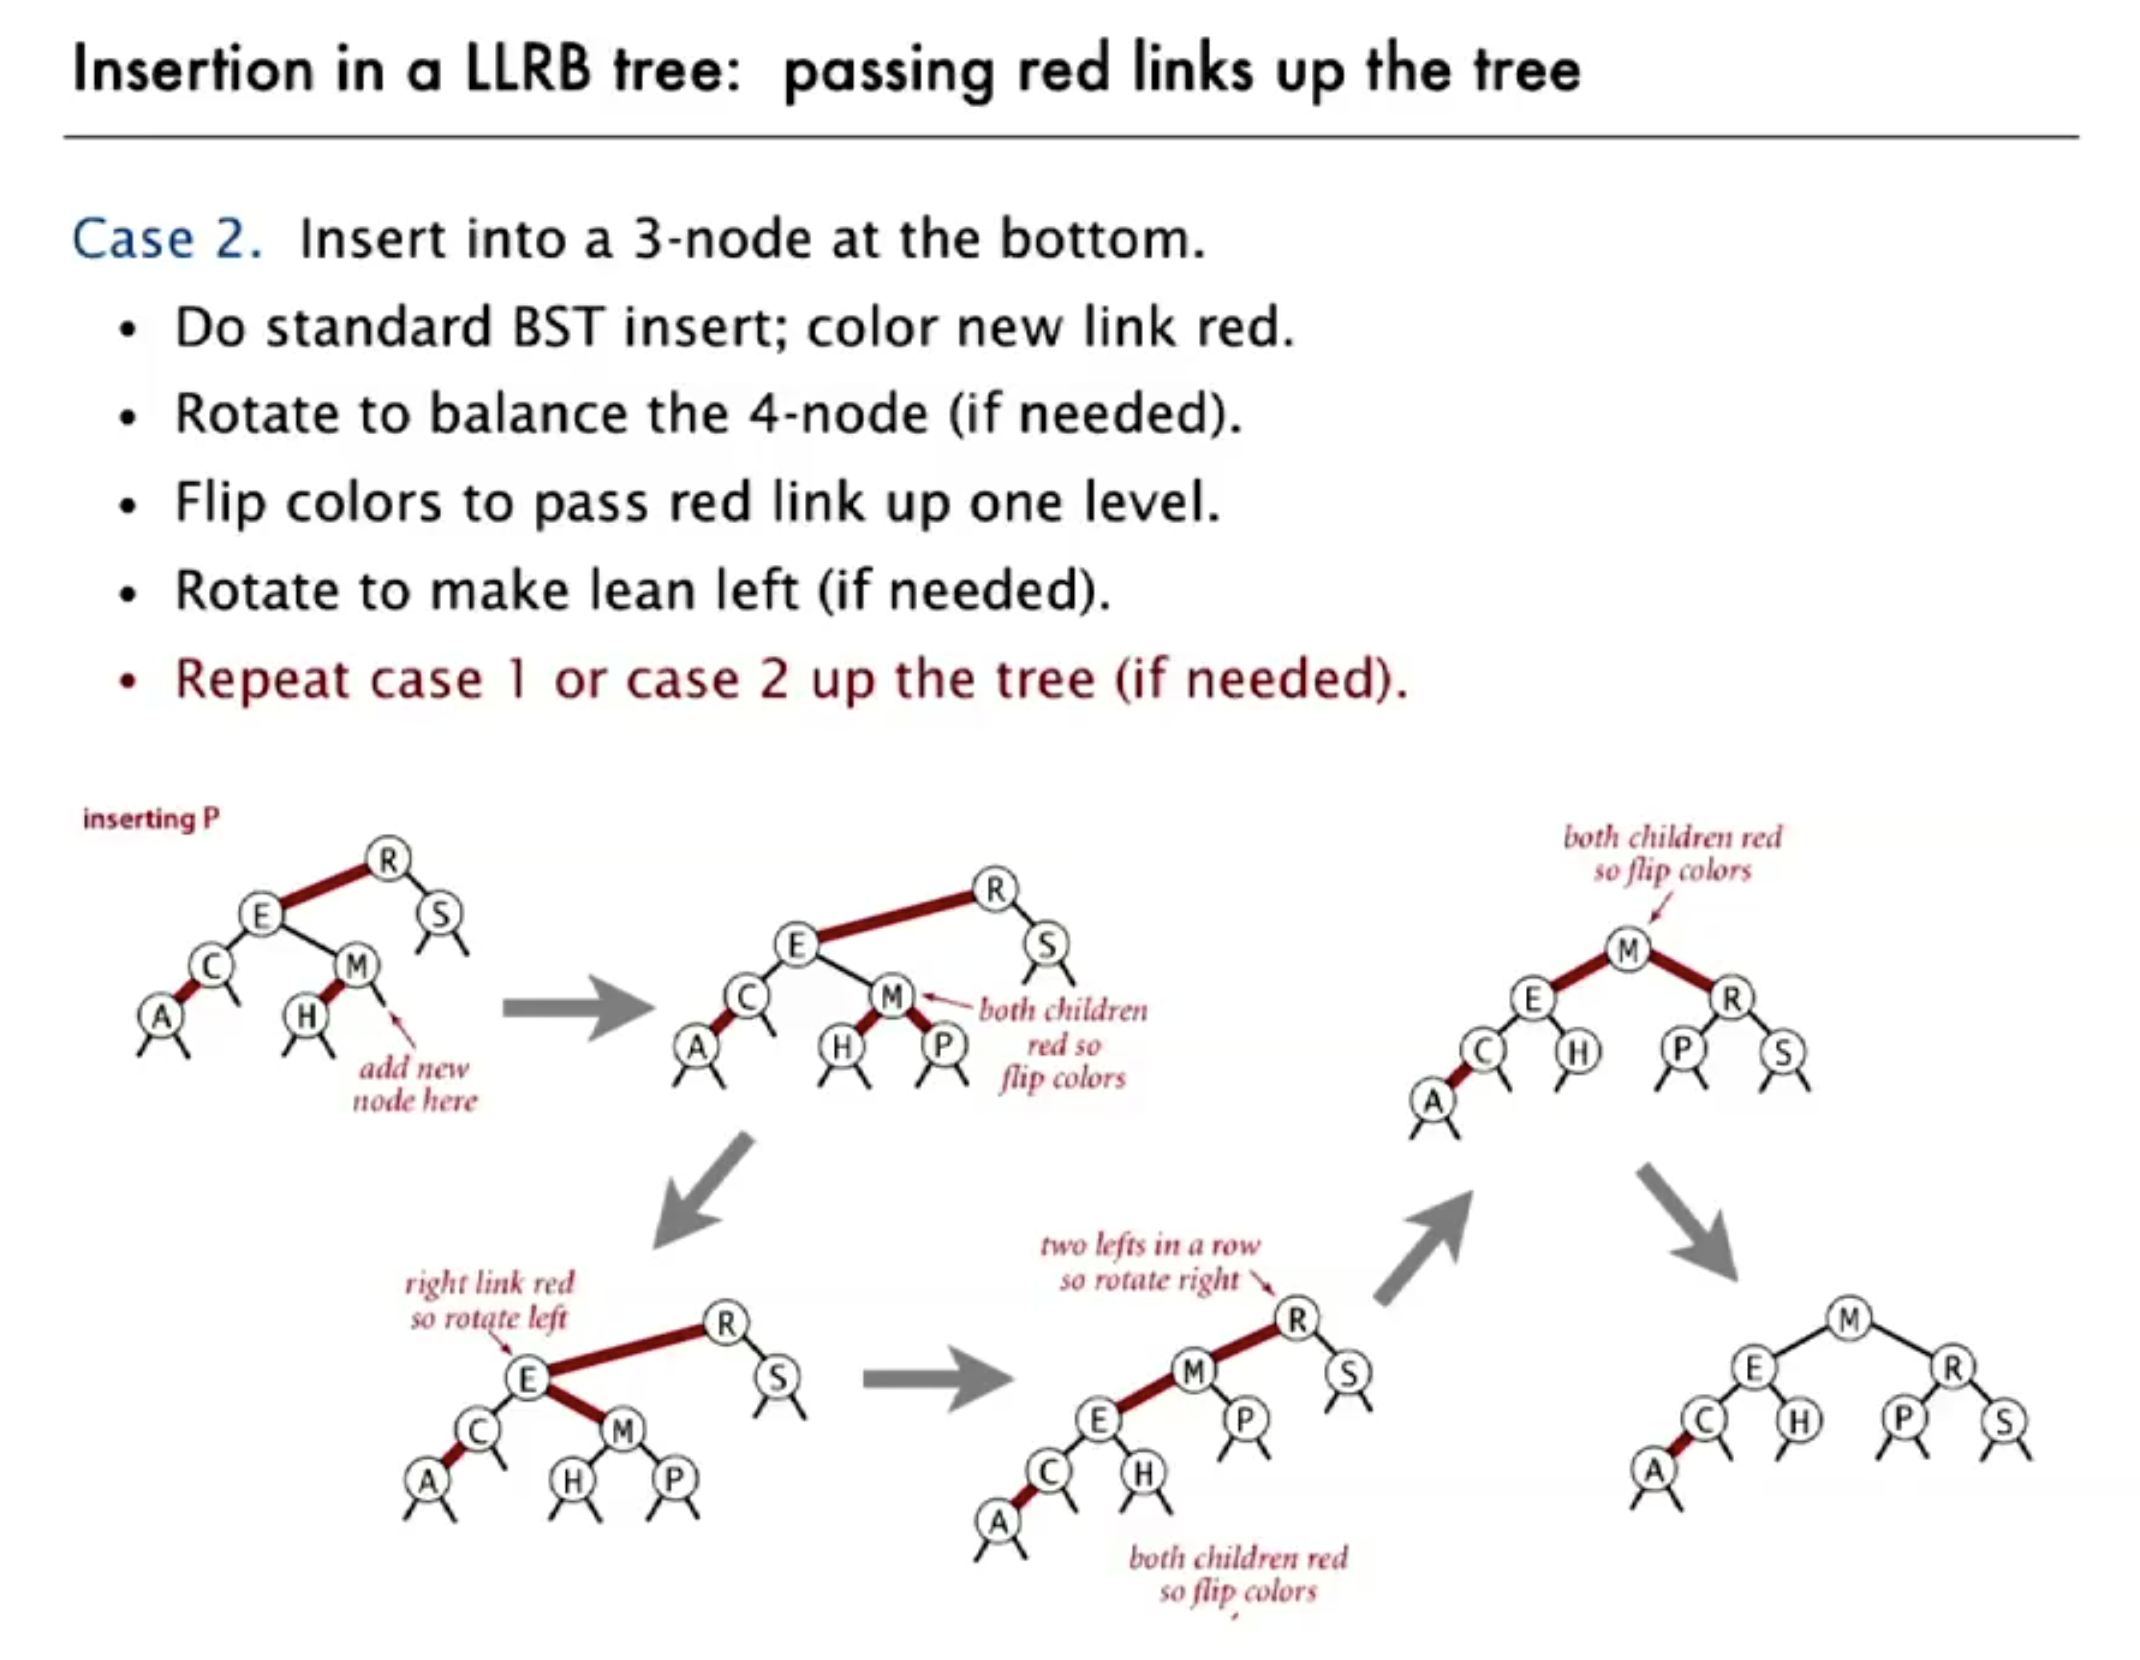 Insertion in a LLRB tree: passing red links up the tree
Case 2. Insert into a 3-node at the bottom.
• Do standard BST insert; color new link red.
• Rotate to balance the 4-node (if needed).
• Flip colors to pass red link up one level.
• Rotate to make lean left (if needed).
• Repeat case 1 or case 2 up the tree (if needed).
inserting P
R
E
S
C
M
A
H
add new
node here
R
E
S
C
M
A
H
P
both children
red so
flip colors
right link red
so rotate left
R
E
S
C
M
A
H
P
two lefts in a row
so rotate right
R
M
S
E
P
C
H
A
both children red
so flip colors
both children red
so flip colors
M
E
R
C
H
P
S
A
M
E
R
C
H
P
S
A